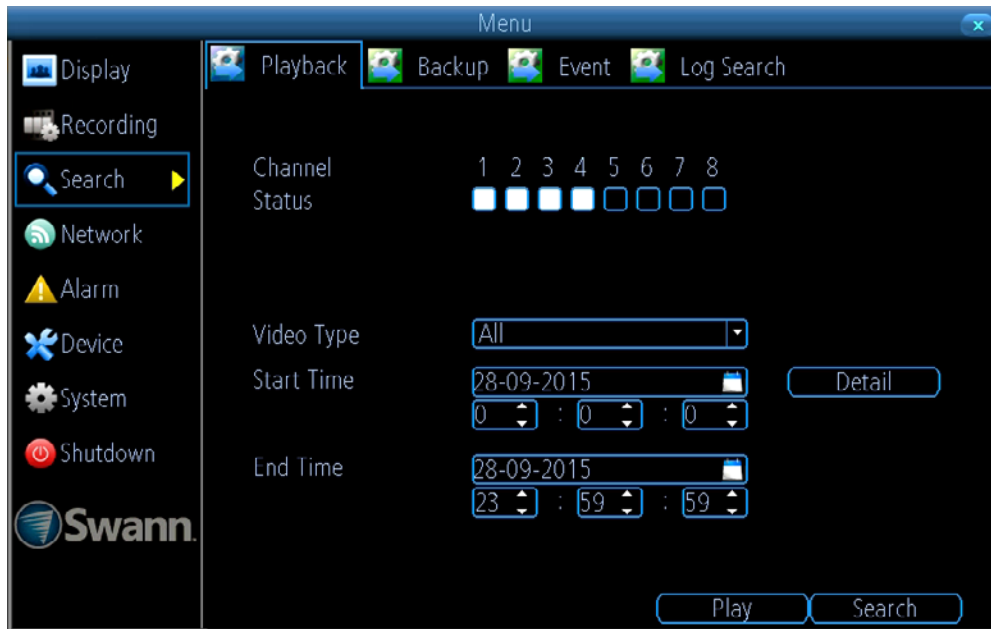 Menu
Display
Recording
Search
Network
Alarm
Device
System
Shutdown
Swann.
Playback Backup Event Log Search
Channel 1 2 3 4 5 6 7 8
Status
Video Type All
Start Time 28-09-2015 Detail
0 : 0 : 0
End Time 28-09-2015
23 : 59 : 59
Play Search